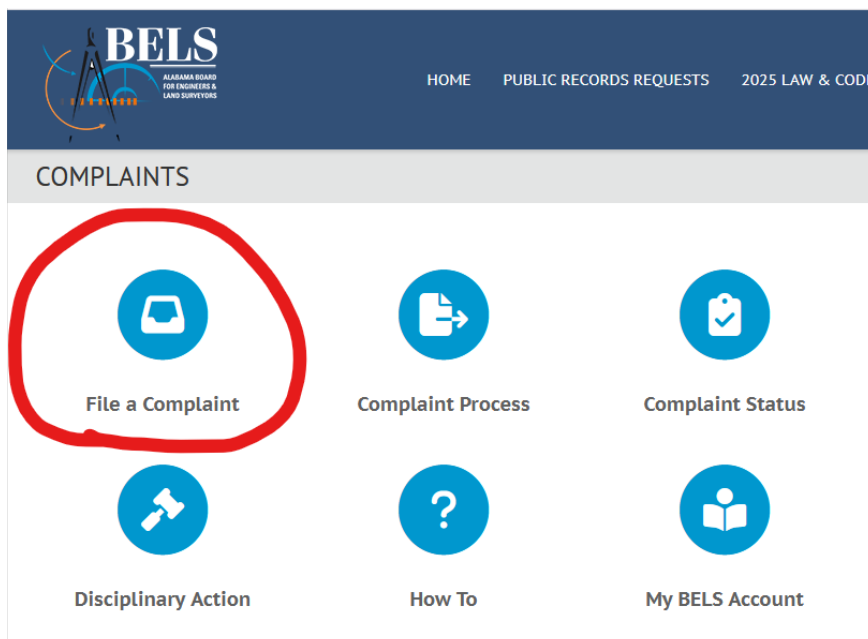 BELS
ALABAMA BOARD
FOR ENGINEERS &
LAND SURVEYORS
HOME PUBLIC RECORDS REQUESTS 2025 LAW & COD
COMPLAINTS
File a Complaint Complaint Process Complaint Status
Disciplinary Action How To My BELS Account